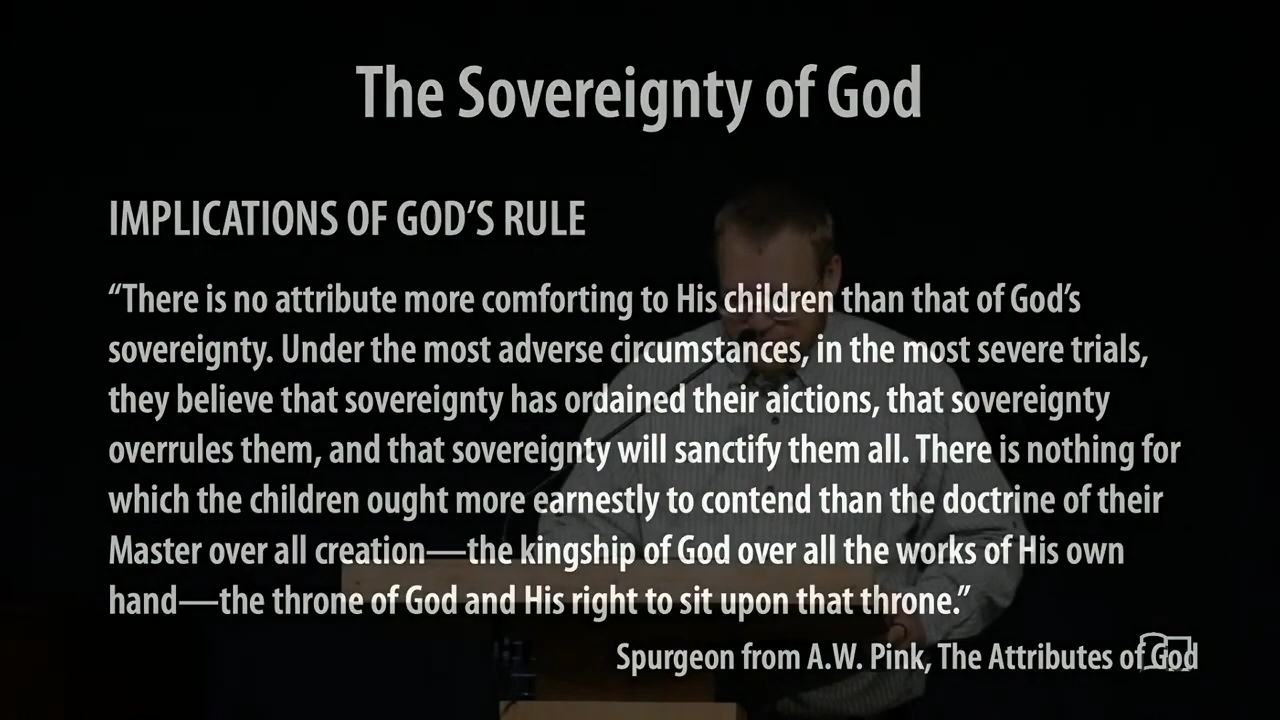 The Sovereignty of God
IMPLICATIONS OF GOD’S RULE
“There is no attribute more comforting to His children than that of God’s
sovereignty. Under the most adverse circumstances, in the most severe trials,
they believe that sovereignty has ordained their aictions, that sovereignty
overrules them, and that sovereignty will sanctify them all. There is nothing for
which the children ought more earnestly to contend than the doctrine of their
Master over all creation—the kingship of God over all the works of His own
hand—the throne of God and His right to sit upon that throne.”
Spurgeon from A.W. Pink, The Attributes of God